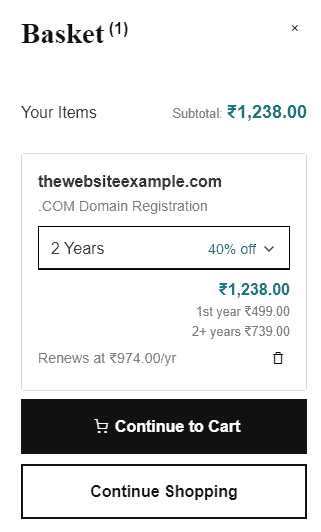 Basket (1)
×
Your Items Subtotal: ₹1,238.00
thewebsiteexample.com
.COM Domain Registration
2 Years 40% off
₹1,238.00
1st year ₹499.00
2+ years ₹739.00
Renews at ₹974.00/yr
Continue to Cart
Continue Shopping